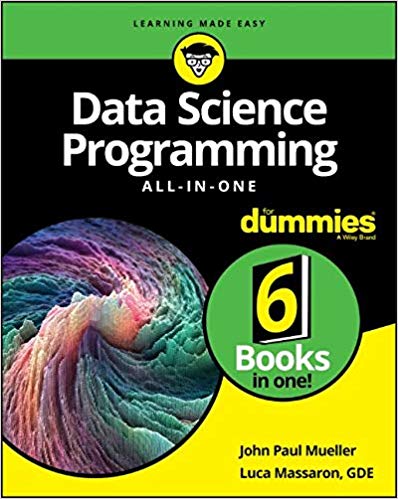 LEARNING MADE EASY
Data Science
Programming
ALL-IN-ONE
for
dummies®
A Wiley Brand
6
Books
in one!
John Paul Mueller
Luca Massaron, GDE